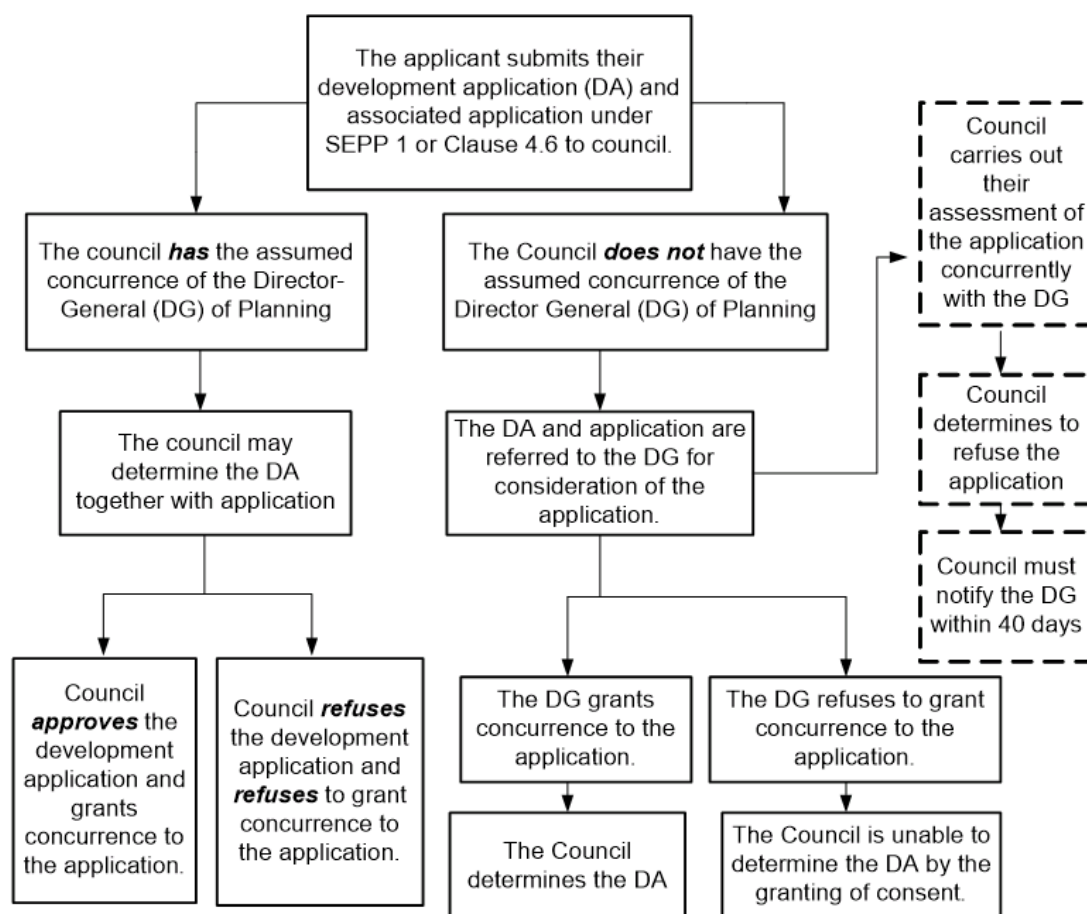 The applicant submits their
development application (DA) and
associated application under
SEPP 1 or Clause 4.6 to council.
The council has the assumed
concurrence of the Director-
General (DG) of Planning
The Council does not have the
assumed concurrence of the
Director General (DG) of Planning
Council
carries out
their
assessment of
the application
concurrently
with the DG
The council may
determine the DA
together with application
The DA and application are
referred to the DG for
consideration of the
application.
Council
determines to
refuse the
application
Council must
notify the DG
within 40 days
Council
approves the
development
application and
grants
concurrence to
the application.
Council refuses
the development
application and
refuses to grant
concurrence to
the application.
The DG grants
concurrence to the
application.
The DG refuses to grant
concurrence to the
application.
The Council
determines the DA
The Council is unable to
determine the DA by the
granting of consent.